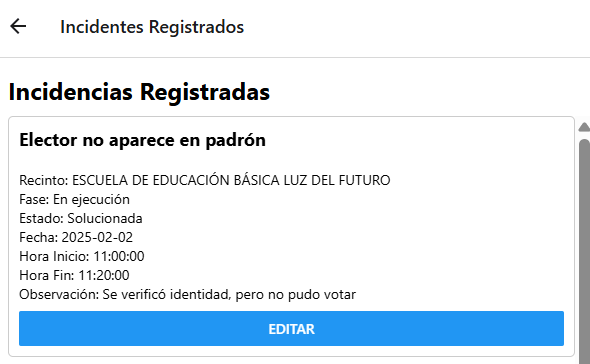 Incidentes Registrados
Incidencias Registradas
Elector no aparece en padrón
Recinto: ESCUELA DE EDUCACIÓN BÁSICA LUZ DEL FUTURO
Fase: En ejecución
Estado: Solucionada
Fecha: 2025-02-02
Hora Inicio: 11:00:00
Hora Fin: 11:20:00
Observación: Se verificó identidad, pero no pudo votar
EDITAR